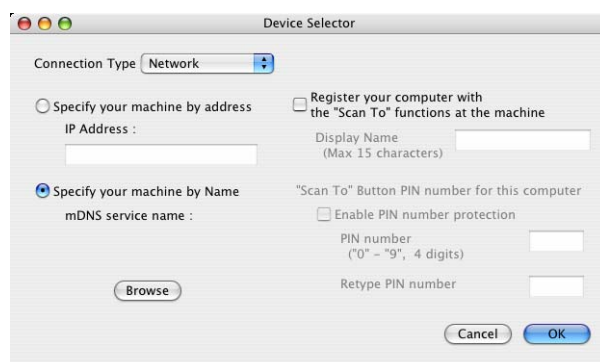 Device Selector
Connection Type Network
Specify your machine by address
IP Address :
Specify your machine by Name
mDNS service name :
Browse
Register your computer with
the "Scan To" functions at the machine
Display Name
(Max 15 characters)
"Scan To" Button PIN number for this computer
Enable PIN number protection
PIN number
("0" - "9", 4 digits)
Retype PIN number
Cancel OK